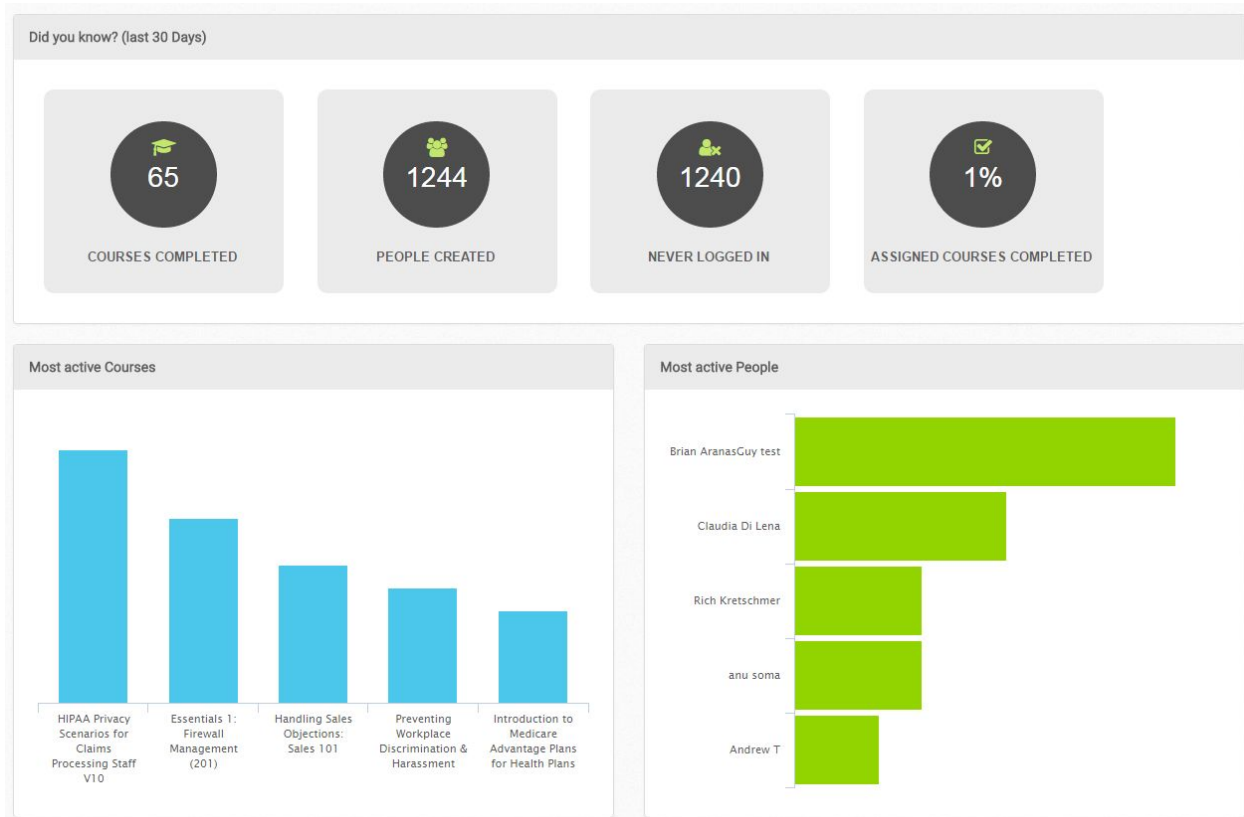 Did you know? (last 30 Days)
65
1244
1240
1%
COURSES COMPLETED
PEOPLE CREATED
NEVER LOGGED IN
ASSIGNED COURSES COMPLETED
Most active Courses
HIPAA Privacy
Scenarios for
Claims
Processing Staff
V10
Essentials 1:
Firewall
Management
(201)
Handling Sales
Objections:
Sales 101
Preventing
Workplace
Discrimination &
Harassment
Introduction to
Medicare
Advantage Plans
for Health Plans
Most active People
Brian AranasGuy test
Claudia Di Lena
Rich Kretschmer
anu soma
Andrew T